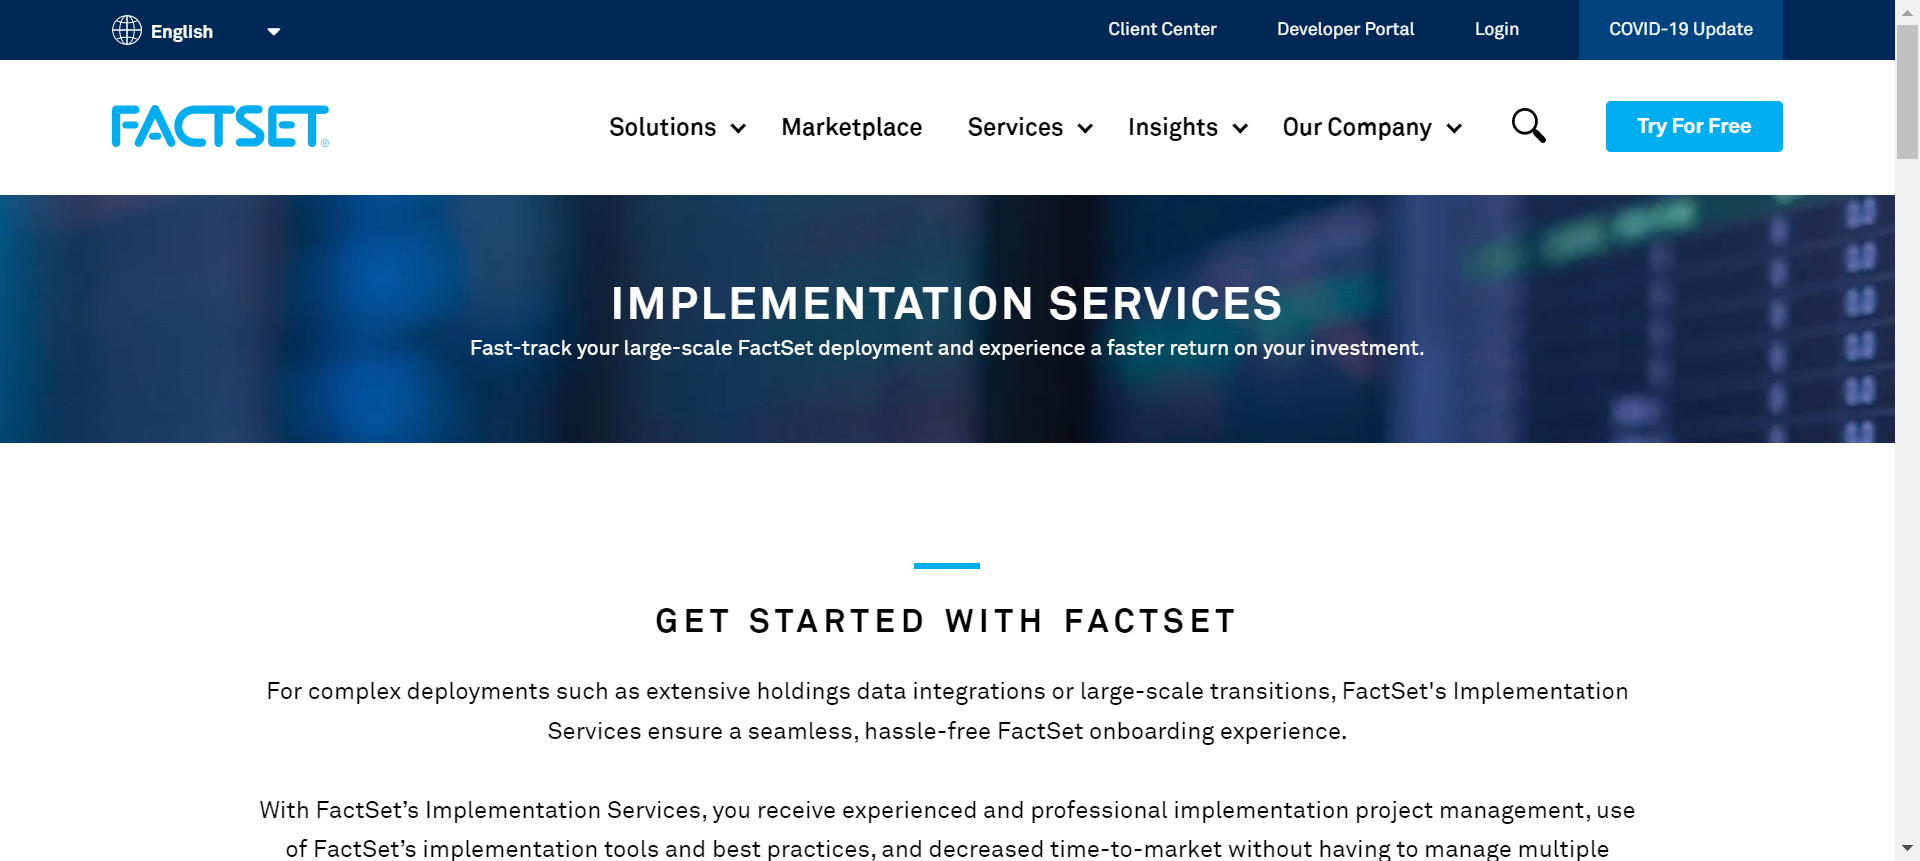 English
Client Center
Developer Portal
Login
COVID-19 Update
FACTSET®
Solutions
Marketplace
Services
Insights
Our Company
Try For Free
IMPLEMENTATION SERVICES
Fast-track your large-scale FactSet deployment and experience a faster return on your investment.
GET STARTED WITH FACTSET
For complex deployments such as extensive holdings data integrations or large-scale transitions, FactSet's Implementation
Services ensure a seamless, hassle-free FactSet onboarding experience.
With FactSet’s Implementation Services, you receive experienced and professional implementation project management, use
of FactSet’s implementation tools and best practices, and decreased time-to-market without having to manage multiple